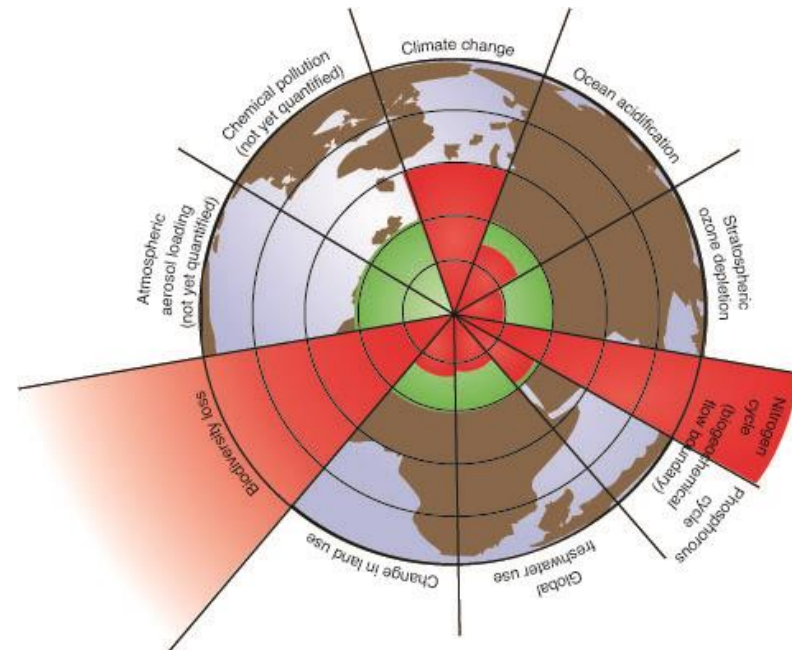 Climate change
Ocean acidification
Stratospheric
ozone depletion
Nitrogen
cycle
(biogeochemical
flow boundary)
Phosphorous
cycle
Global
freshwater use
Change in land use
Biodiversity loss
Atmospheric
aerosol loading
(not yet quantified)
Chemical pollution
(not yet quantified)